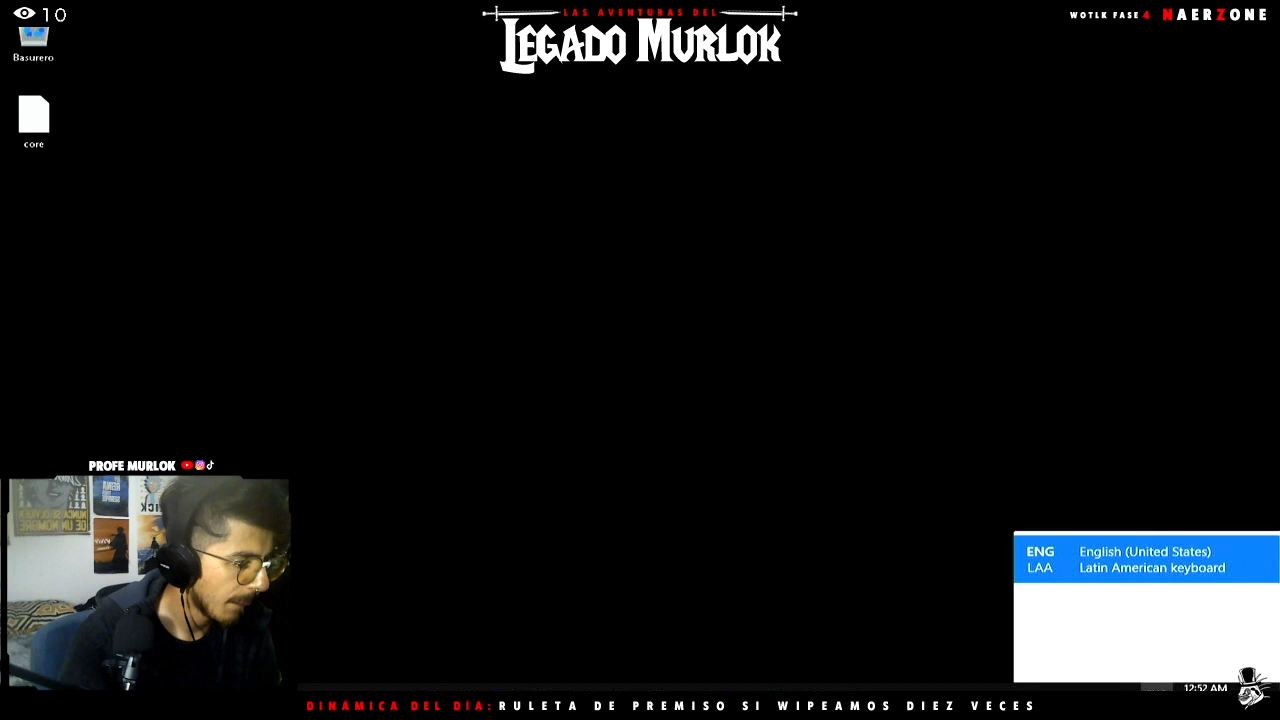 10
Basurero
core
LAS AVENTURAS DEL
LEGADO MURLOK
WOTLK FASE 4 NAERZONE
PROFE MURLOK
ENG English (United States)
LAA Latin American keyboard
12:52 AM
DINAMICA DEL DIA: RULETA DE PREMISO SI WIPEAMOS DIEZ VECES